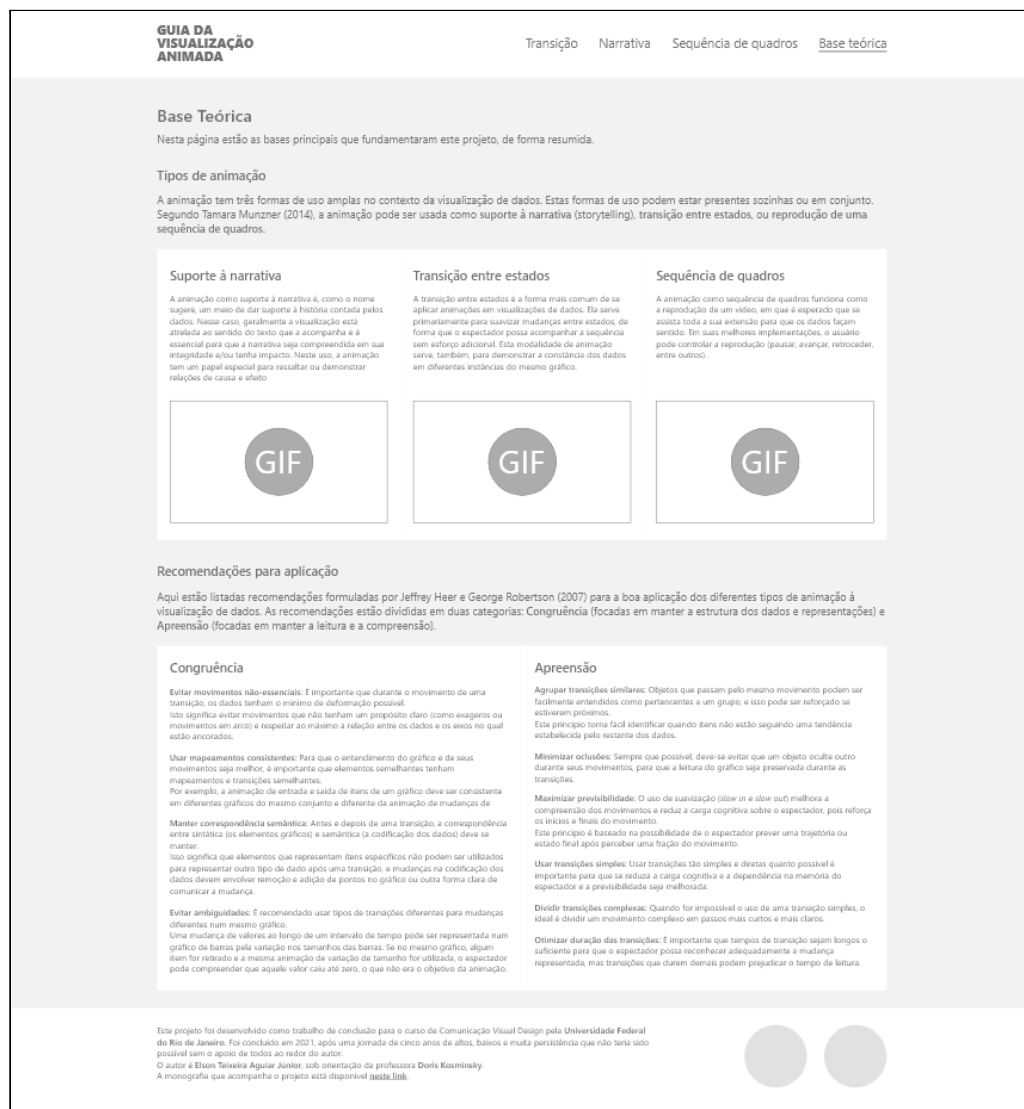 GUIA DA
VISUALIZAÇÃO
ANIMADA
Transição Narrativa Sequência de quadros Base teórica
Base Teórica
Nesta página estão as bases principais que fundamentaram este projeto, de forma resumida.
Tipos de animação
A animação tem três formas de uso amplas no contexto da visualização de dados. Estas formas de uso podem estar presentes sozinhas ou em conjunto.
Segundo Tamara Munzner (2014), a animação pode ser usada como suporte à narrativa (storytelling), transição entre estados, ou reprodução de uma
sequência de quadros.
Suporte à narrativa
A animação como suporte à narrativa é, como o nome
sugere, um meio de dar suporte à história contada pelos
dados. Nesse caso, geralmente a visualização está
atrelada ao sentido do texto que a acompanha e é
essencial para que a narrativa seja compreendida em sua
integridade e/ou tenha impacto. Neste uso, a animação
tem um papel especial para ressaltar ou demonstrar
relações de causa e efeito
GIF
Transição entre estados
A transição entre estados é a forma mais comum de se
aplicar animações em visualizações de dados. Ela serve
primariamente para suavizar mudanças entre estados, de
forma que o espectador possa acompanhar a sequência
sem esforço adicional. Esta modalidade de animação
serve, também, para demonstrar a constância dos dados
em diferentes instâncias do mesmo gráfico.
GIF
Sequência de quadros
A animação como sequência de quadros funciona como
a reprodução de um vídeo, em que é esperado que se
assista toda a sua extensão para que os dados façam
sentido. Em suas melhores implementações, o usuário
pode controlar a reprodução (pausar, avançar, retroceder,
entre outros).
GIF
Recomendações para aplicação
Aqui estão listadas recomendações formuladas por Jeffrey Heer e George Robertson (2007) para a boa aplicação dos diferentes tipos de animação à
visualização de dados. As recomendações estão divididas em duas categorias: Congruência (focadas em manter a estrutura dos dados e representações) e
Apreensão (focadas em manter a leitura e a compreensão).
Congruência
Evitar movimentos não-essenciais: É importante que durante o movimento de uma
transição, os dados tenham o mínimo de deformação possível.
Isto significa evitar movimentos que não tenham um propósito claro (como exageros ou
movimentos em arco) e respeitar ao máximo a relação entre os dados e os eixos no qual
estão ancorados.
Usar mapeamentos consistentes: Para que o entendimento do gráfico e de seus
movimentos seja melhor, é importante que elementos semelhantes tenham
mapeamentos e transições semelhantes.
Por exemplo, a animação de entrada e saída de itens de um gráfico deve ser consistente
em diferentes gráficos do mesmo conjunto e diferente da animação de mudanças de
Manter correspondência semântica: Antes e depois de uma transição, a correspondência
entre sintática (os elementos gráficos) e semântica (a codificação dos dados) deve se
manter.
Isso significa que elementos que representam itens específicos não podem ser utilizados
para representar outro tipo de dado após uma transição, e mudanças na codificação dos
dados devem envolver remoção e adição de pontos no gráfico ou outra forma clara de
comunicar a mudança.
Evitar ambiguidades: É recomendado usar tipos de transições diferentes para mudanças
diferentes num mesmo gráfico.
Uma mudança de valores ao longo de um intervalo de tempo pode ser representada num
gráfico de barras pela variação nos tamanhos das barras. Se no mesmo gráfico, algum
item for retirado e a mesma animação de variação de tamanho for utilizada, o espectador
pode compreender que aquele valor caiu até zero, o que não era o objetivo da animação.
Apreensão
Agrupar transições similares: Objetos que passam pelo mesmo movimento podem ser
facilmente entendidos como pertencentes a um grupo, e isso pode ser reforçado se
estiverem próximos.
Este princípio torna fácil identificar quando itens não estão seguindo uma tendência
estabelecida pelo restante dos dados.
Minimizar oclusões: Sempre que possível, deve-se evitar que um objeto oculte outro
durante seus movimentos, para que a leitura do gráfico seja preservada durante as
transições.
Maximizar previsibilidade: O uso de suavização (slow in e slow out) melhora a
compreensão dos movimentos e reduz a carga cognitiva sobre o espectador, pois reforça
os inícios e finais do movimento.
Este princípio é baseado na possibilidade de o espectador prever uma trajetória ou
estado final após perceber uma fração do movimento.
Usar transições simples: Usar transições tão simples e diretas quanto possível é
importante para que se reduza a carga cognitiva e a dependência na memória do
espectador e a previsibilidade seja melhorada.
Dividir transições complexas: Quando for impossível o uso de uma transição simples, o
ideal é dividir um movimento complexo em passos mais curtos e mais claros.
Otimizar duração das transições: É importante que tempos de transição sejam longos o
suficiente para que o espectador possa reconhecer adequadamente a mudança
representada, mas transições que durem demais podem prejudicar o tempo de leitura.
Este projeto foi desenvolvido como trabalho de conclusão para o curso de Comunicação Visual Design pela Universidade Federal
do Rio de Janeiro. Foi concluído em 2021, após uma jornada de cinco anos de altos, baixos e muita persistência que não teria sido
possível sem o apoio de todos ao redor do autor.
O autor é Elson Teixeira Aguiar Júnior, sob orientação da professora Doris Kosminsky.
A monografia que acompanha o projeto está disponível neste link.